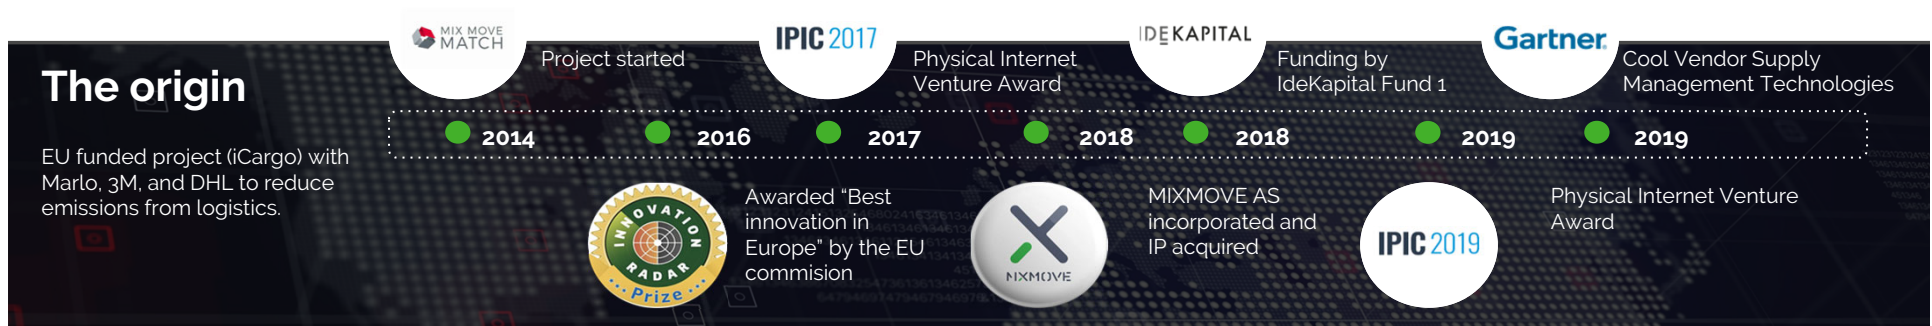 The origin
EU funded project (iCargo) with
Marlo, 3M, and DHL to reduce
emissions from logistics.
MIX MOVE
MATCH
Project started
IPIC 2017
Physical Internet
Venture Award
IDEKAPITAL
Funding by
IdeKapital Fund 1
Gartner
Cool Vendor Supply
Management Technologies
2014
2016
2017
2018
2018
2019
2019
INNOVATION
RADAR
Prize
Awarded “Best
innovation in
Europe” by the EU
commision
MIXMOVE
MIXMOVE AS
incorporated and
IP acquired
IPIC 2019
Physical Internet Venture
Award